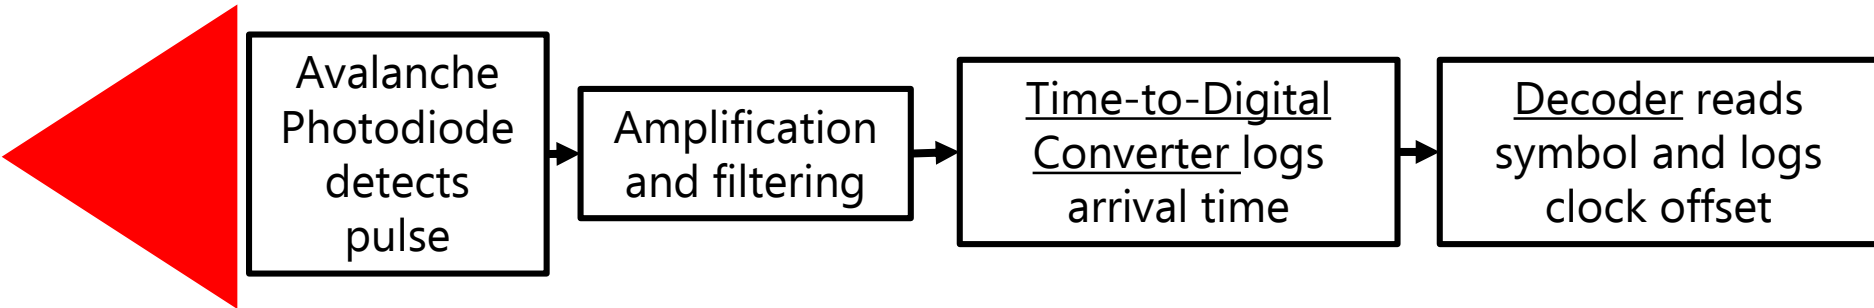 Avalanche
Photodiode
detects
pulse
Amplification
and filtering
Time-to-Digital
Converter logs
arrival time
Decoder reads
symbol and logs
clock offset